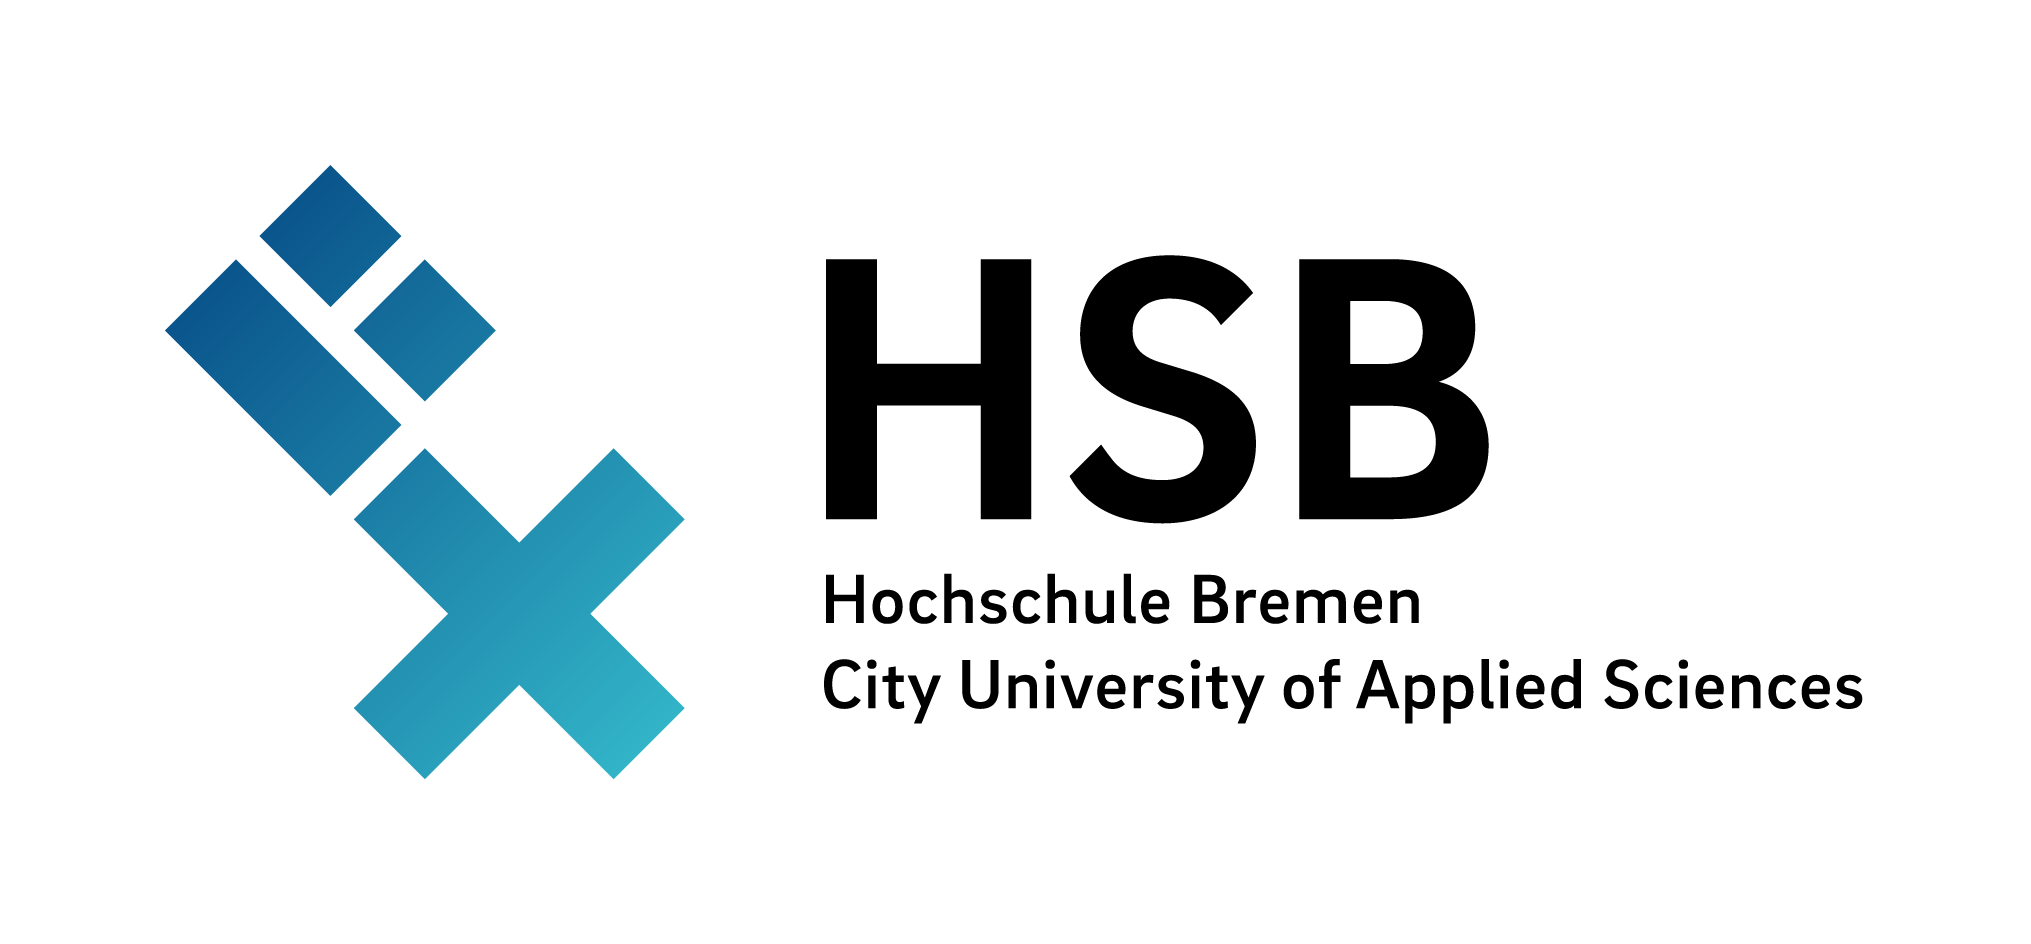 HSB
Hochschule Bremen
City University of Applied Sciences